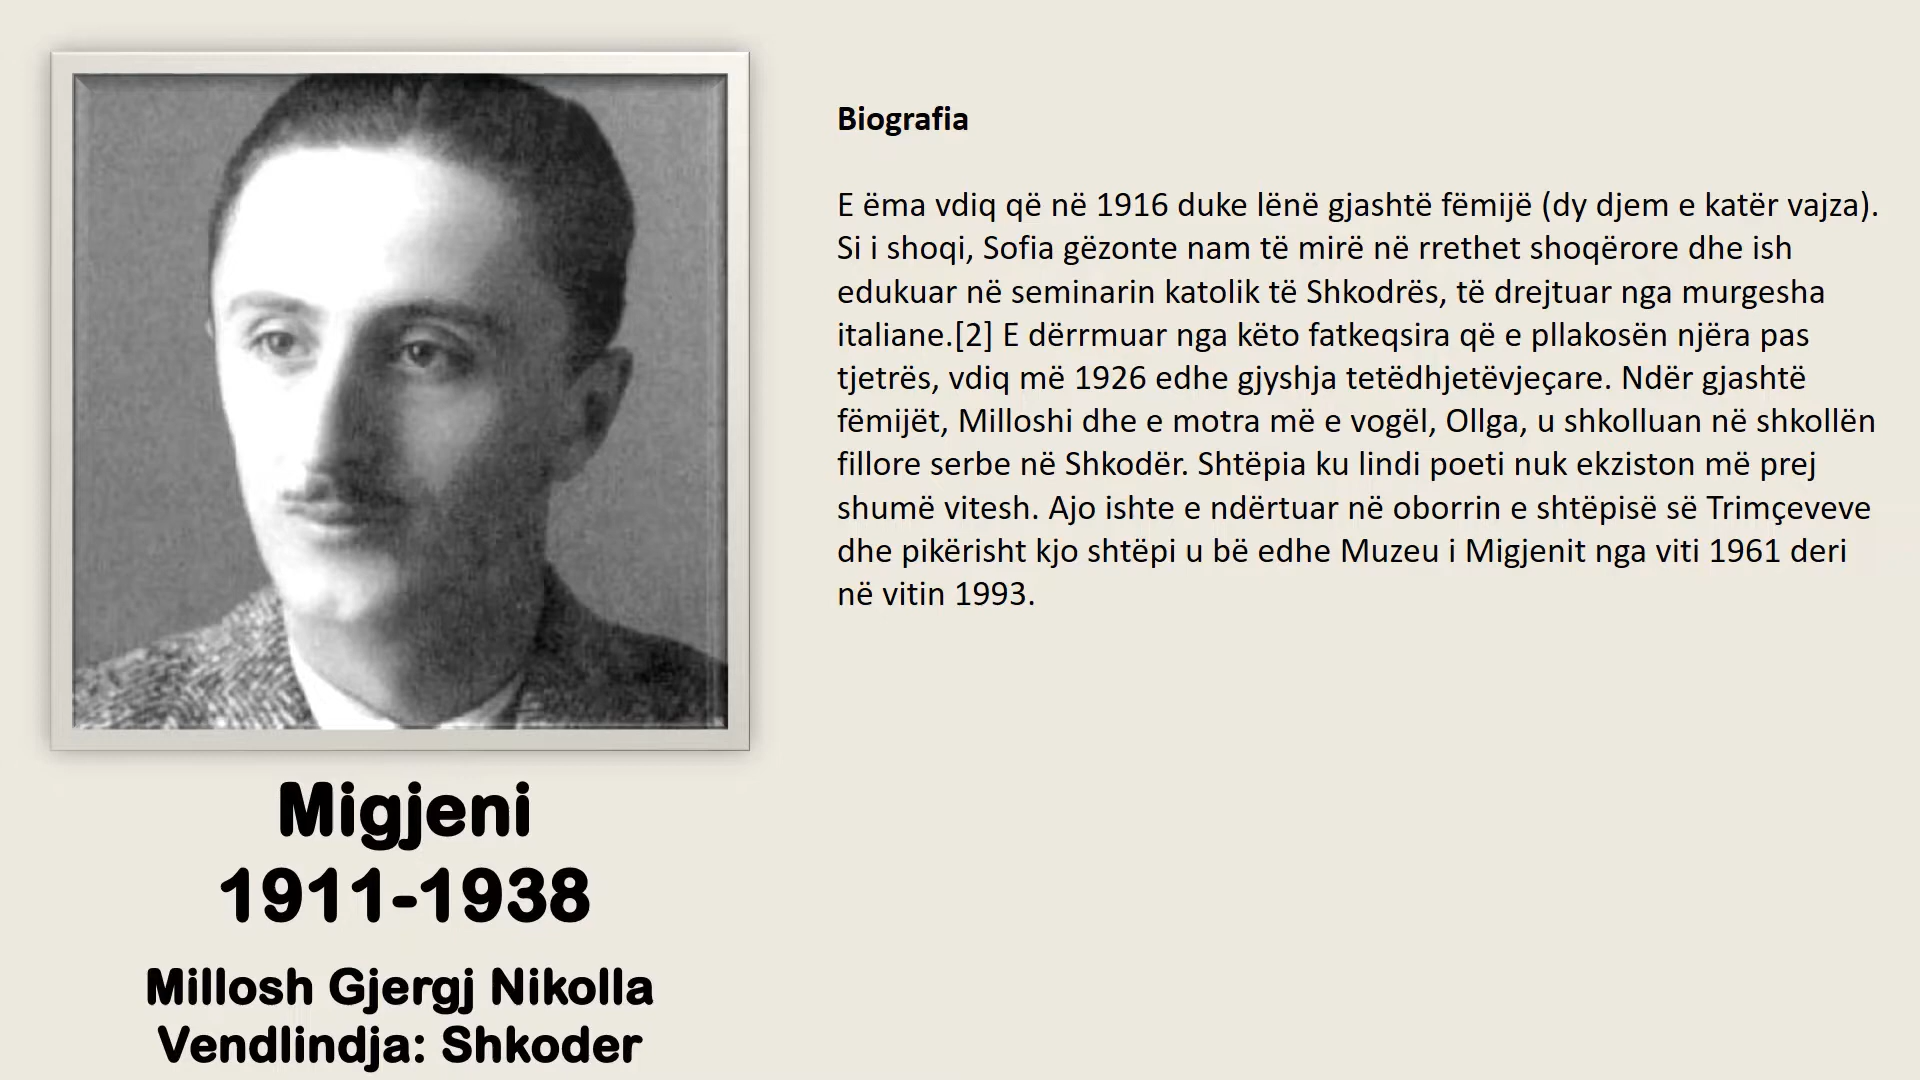 Migjeni
1911-1938
Millosh Gjergj Nikolla
Vendlindja: Shkoder
Biografia
E ëma vdiq që në 1916 duke lënë gjashtë fëmijë (dy djem e katër vajza).
Si i shoqi, Sofia gëzonte nam të mirë në rrethet shoqërore dhe ish
edukuar në seminarin katolik të Shkodrës, të drejtuar nga murgesha
italiane.[2] E dërrmuar nga këto fatkeqsira që e pllakosën njëra pas
tjetrës, vdiq më 1926 edhe gjyshja tetëdhjetëvjeçare. Ndër gjashtë
fëmijët, Milloshi dhe e motra më e vogël, Ollga, u shkolluan në shkollën
fillore serbe në Shkodër. Shtëpia ku lindi poeti nuk ekziston më prej
shumë vitesh. Ajo ishte e ndërtuar në oborrin e shtëpisë së Trimçeveve
dhe pikërisht kjo shtëpi u bë edhe Muzeu i Migjenit nga viti 1961 deri
në vitin 1993.